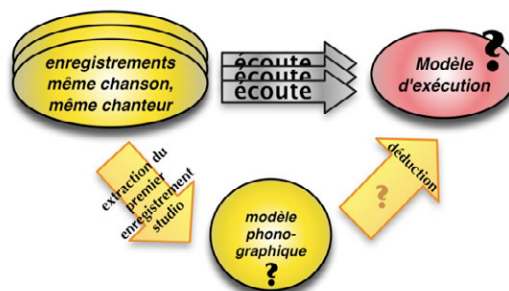 enregistrements
même chanson,
même chanteur
écoute
écoute
écoute
?
Modèle
d'exécution
extraction du
premier
enregistrement
studio
modèle
phono-
graphique
?
déduction
?